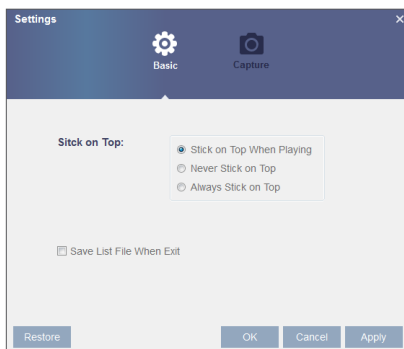 Settings
Basic Capture
Sitck on Top:
Stick on Top When Playing
Never Stick on Top
Always Stick on Top
Save List File When Exit
Restore OK Cancel Apply